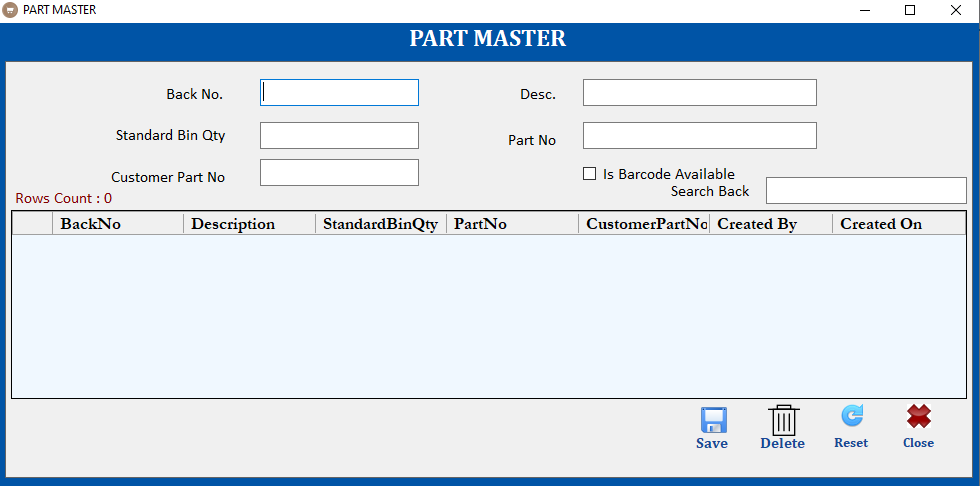 PART MASTER
PART MASTER
Back No.
Desc.
Standard Bin Qty
Part No
Customer Part No
Is Barcode Available
Search Back
Rows Count : 0
BackNo Description StandardBinQty PartNo CustomerPartNo Created By Created On
Save Delete Reset Close